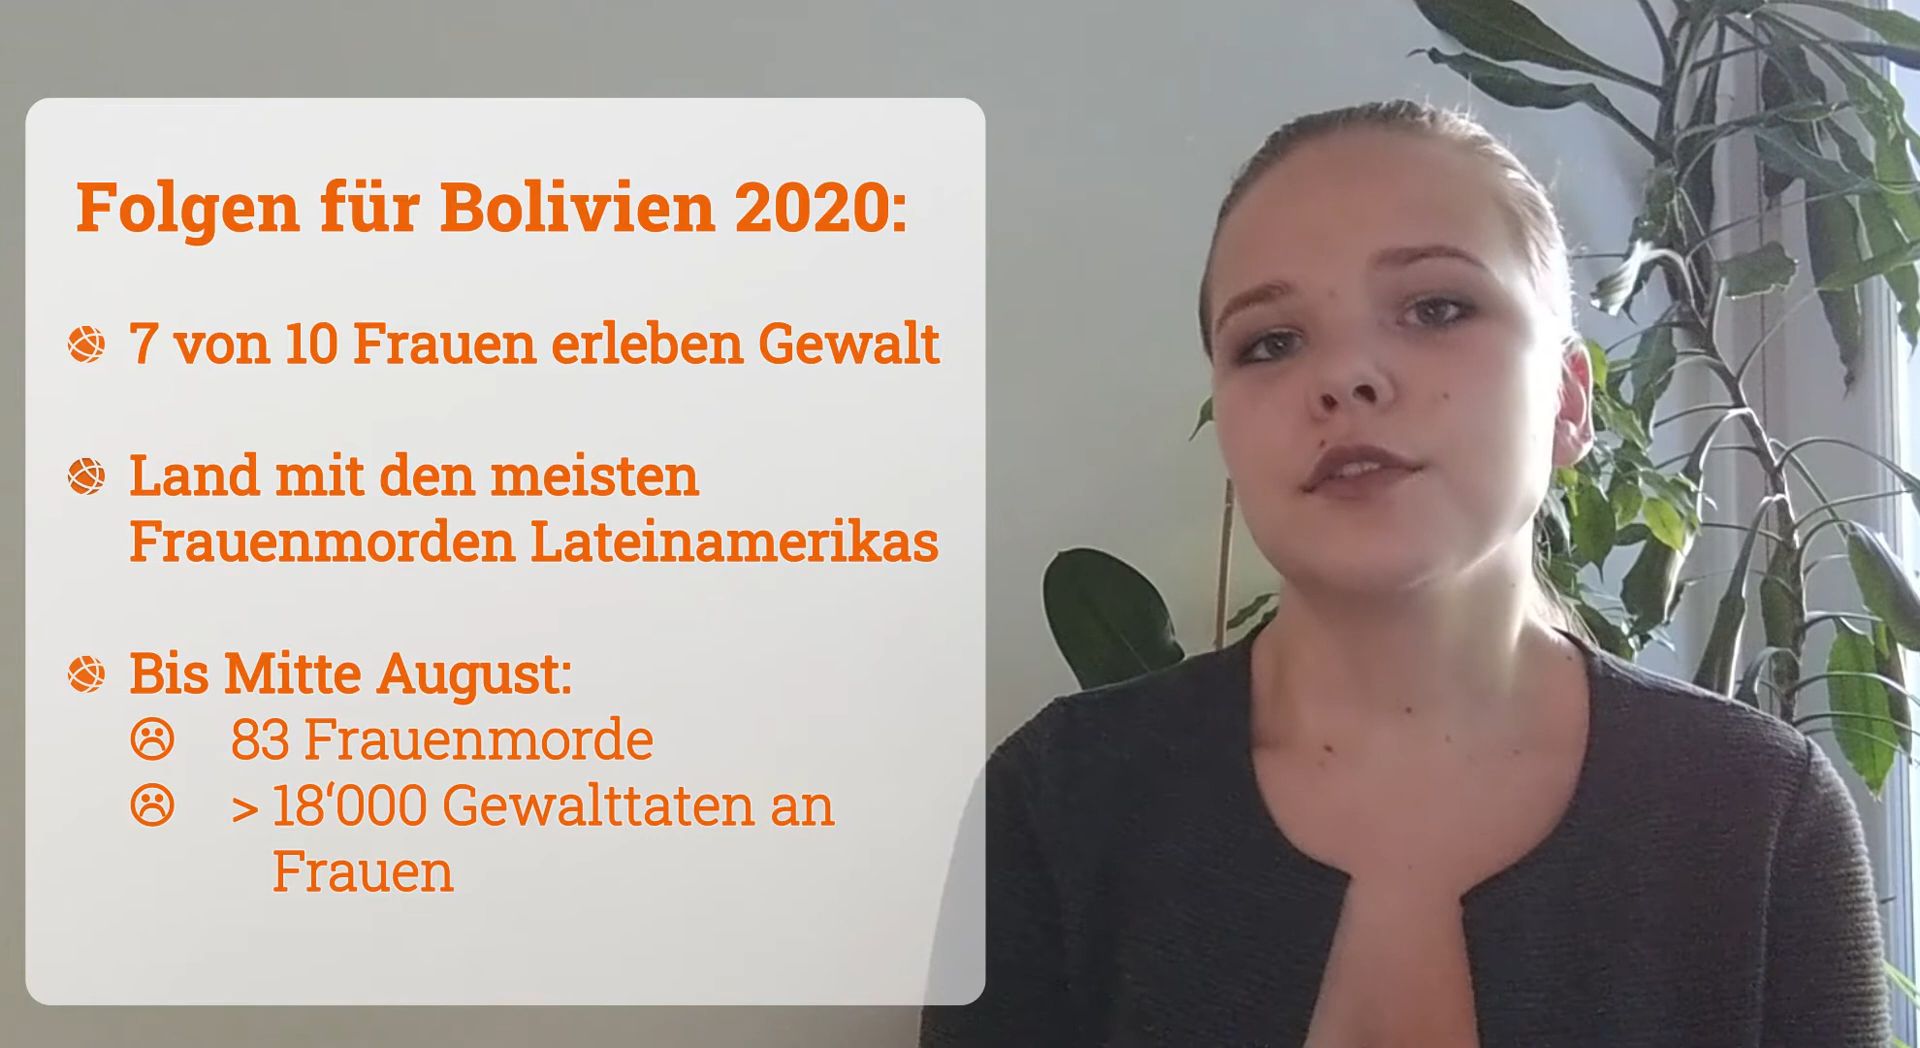 Folgen für Bolivien 2020:
7 von 10 Frauen erleben Gewalt
Land mit den meisten
Frauenmorden Lateinamerikas
Bis Mitte August:
83 Frauenmorde
> 18‘000 Gewalttaten an
Frauen